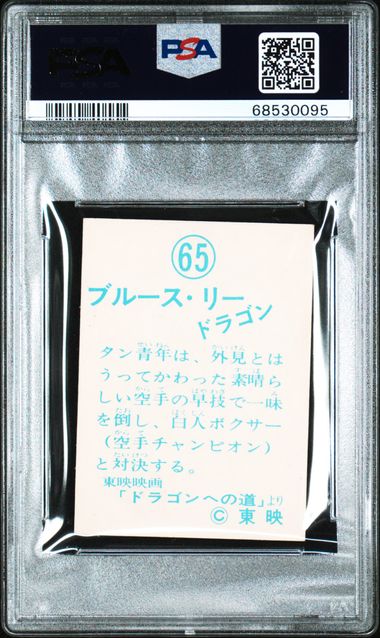 PSA
PSA
68530095
65
ブルース・リー
ドラゴン
タン青年は、外見とは
うってかわった素晴ら
しい空手の早技で一味
を倒し、白人ボクサー
(空手チャンピオン)
と対決する。
東映映画
「ドラゴンへの道」より
© 東映